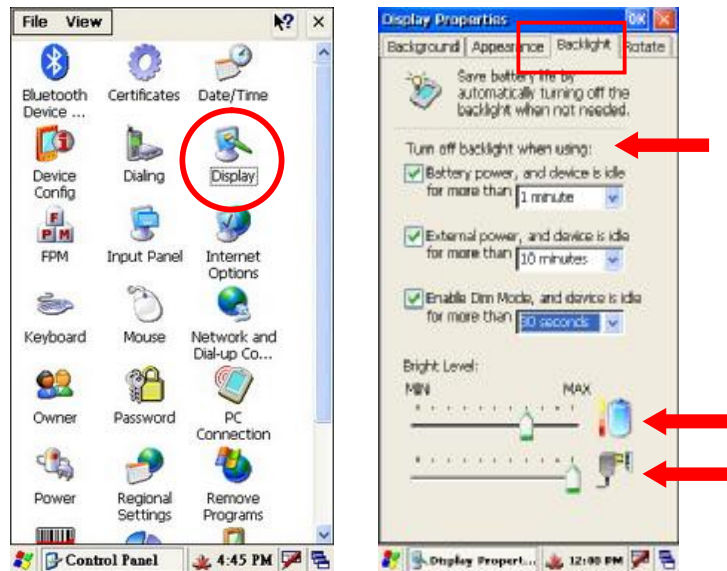 File View
?
×
Bluetooth
Device ...
Certificates
Date/Time
Device
Config
Dialing
Display
F
P M
FPM
Input Panel
Internet
Options
Keyboard
Mouse
Network and
Dial-up Co...
Owner
Password
PC
Connection
Power
Regional
Settings
Remove
Programs
Control Panel
4:45 PM
Display Properties
OK
×
Background Appearance Backlight Rotate
Save battery life by
automatically turning off the
backlight when not needed.
Turn off backlight when using:
Battery power, and device is idle
for more than 1 minute
External power, and device is idle
for more than 10 minutes
Enable Dim Mode, and device is idle
for more than 30 seconds
Bright Level:
MIN MAX
Display Propert...
12:00 PM